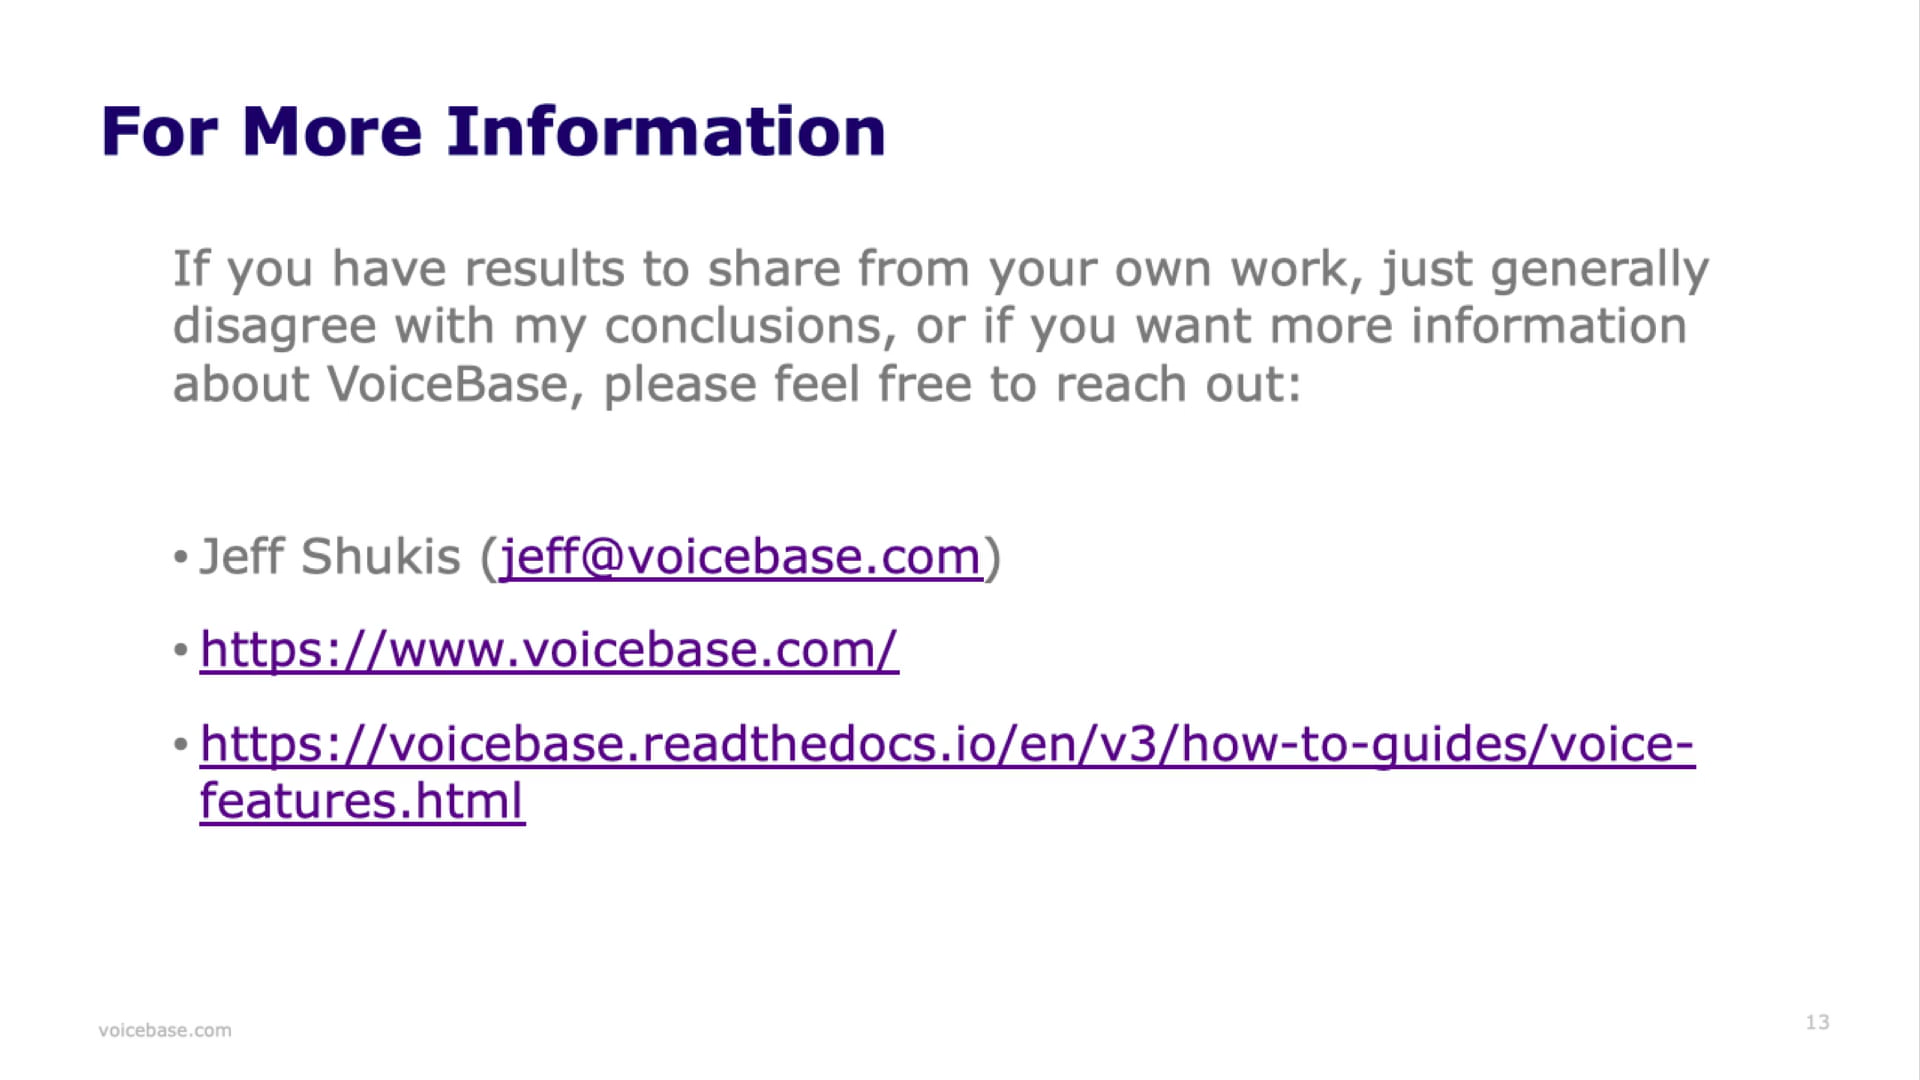 For More Information
If you have results to share from your own work, just generally
disagree with my conclusions, or if you want more information
about VoiceBase, please feel free to reach out:
• Jeff Shukis (jeff@voicebase.com)
• https://www.voicebase.com/
• https://voicebase.readthedocs.io/en/v3/how-to-guides/voice-
features.html
voicebase.com
13